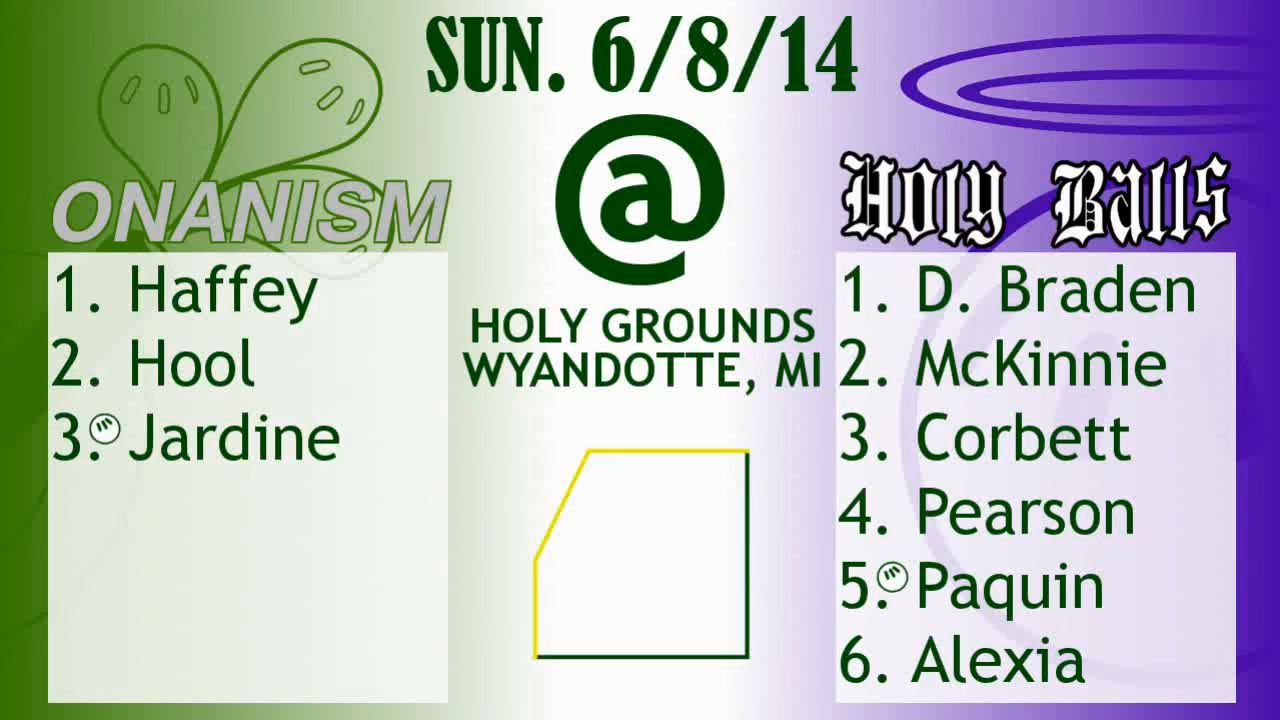 SUN. 6/8/14
@
HOLY GROUNDS
WYANDOTTE, MI
ONANISM
1. Haffey
2. Hool
3. Jardine
Holy Balls
1. D. Braden
2. McKinnie
3. Corbett
4. Pearson
5. Paquin
6. Alexia